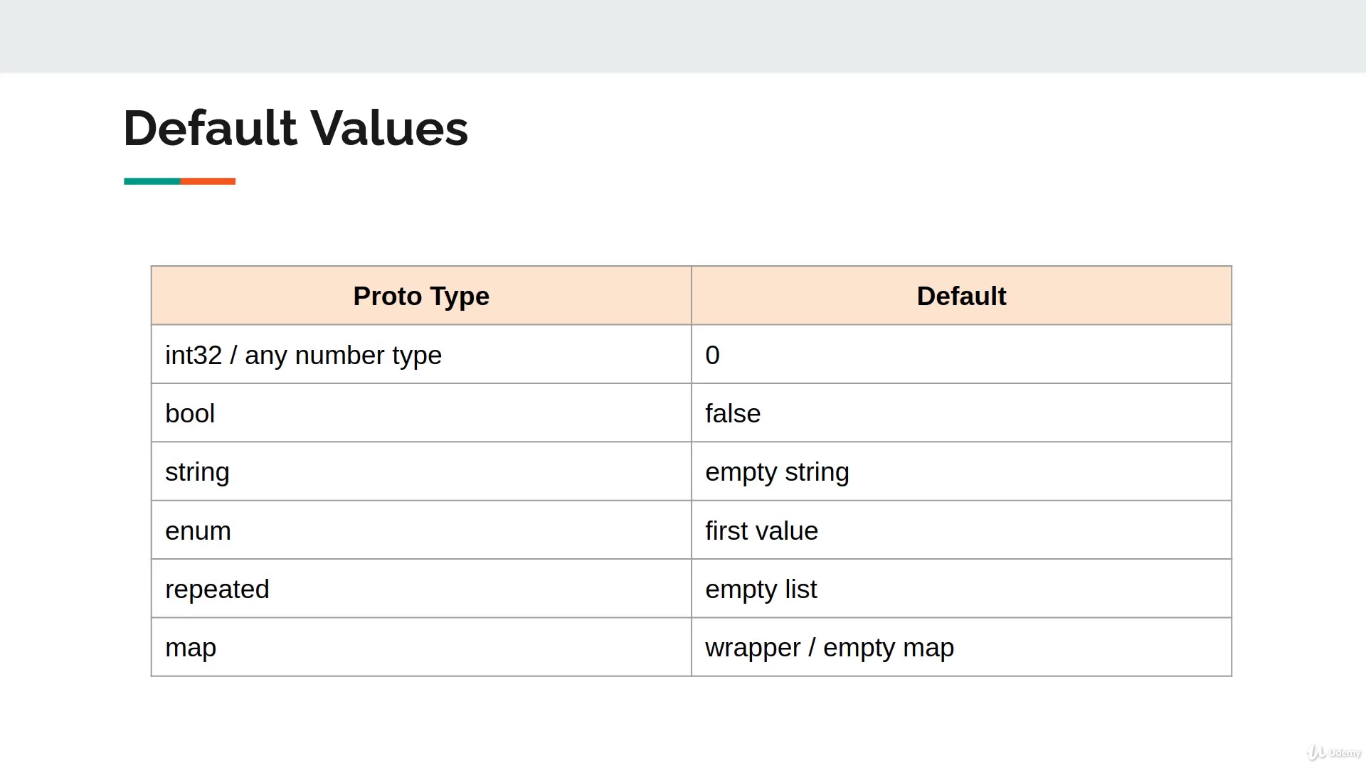 Default Values
Proto Type Default
int32 / any number type 0
bool false
string empty string
enum first value
repeated empty list
map wrapper / empty map
Udemy